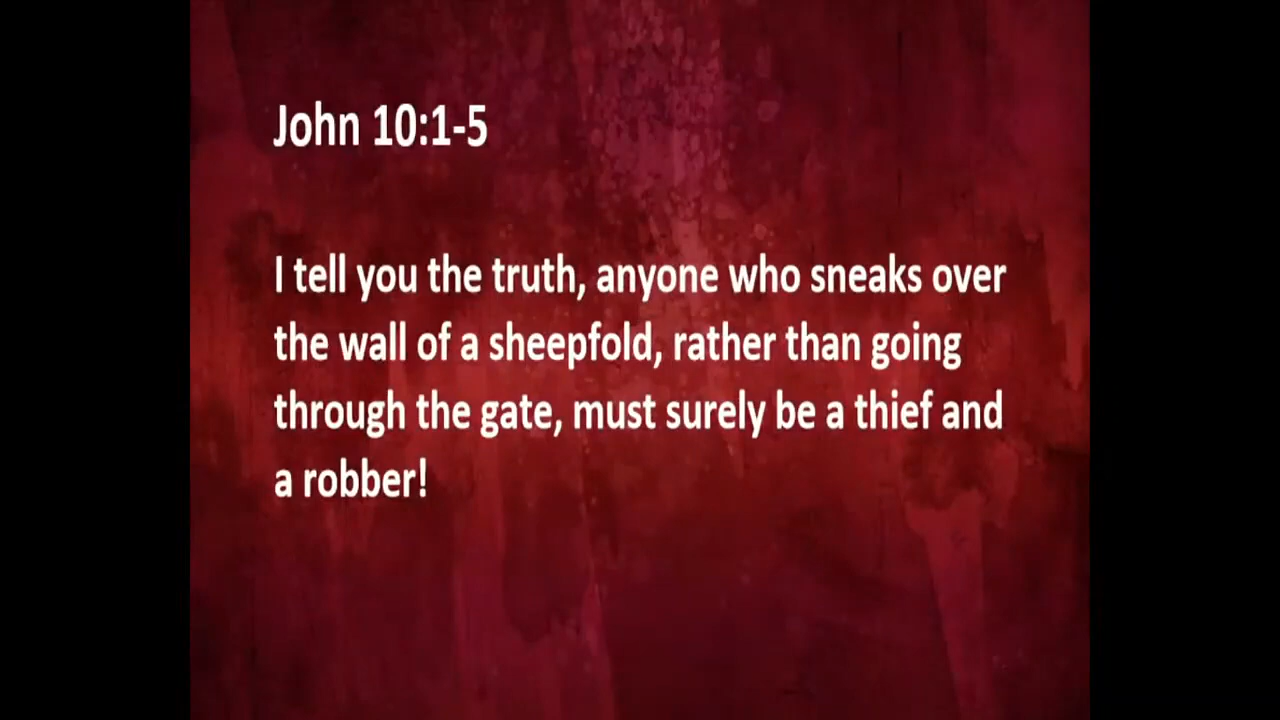 John 10:1-5
I tell you the truth, anyone who sneaks over
the wall of a sheepfold, rather than going
through the gate, must surely be a thief and
a robber!